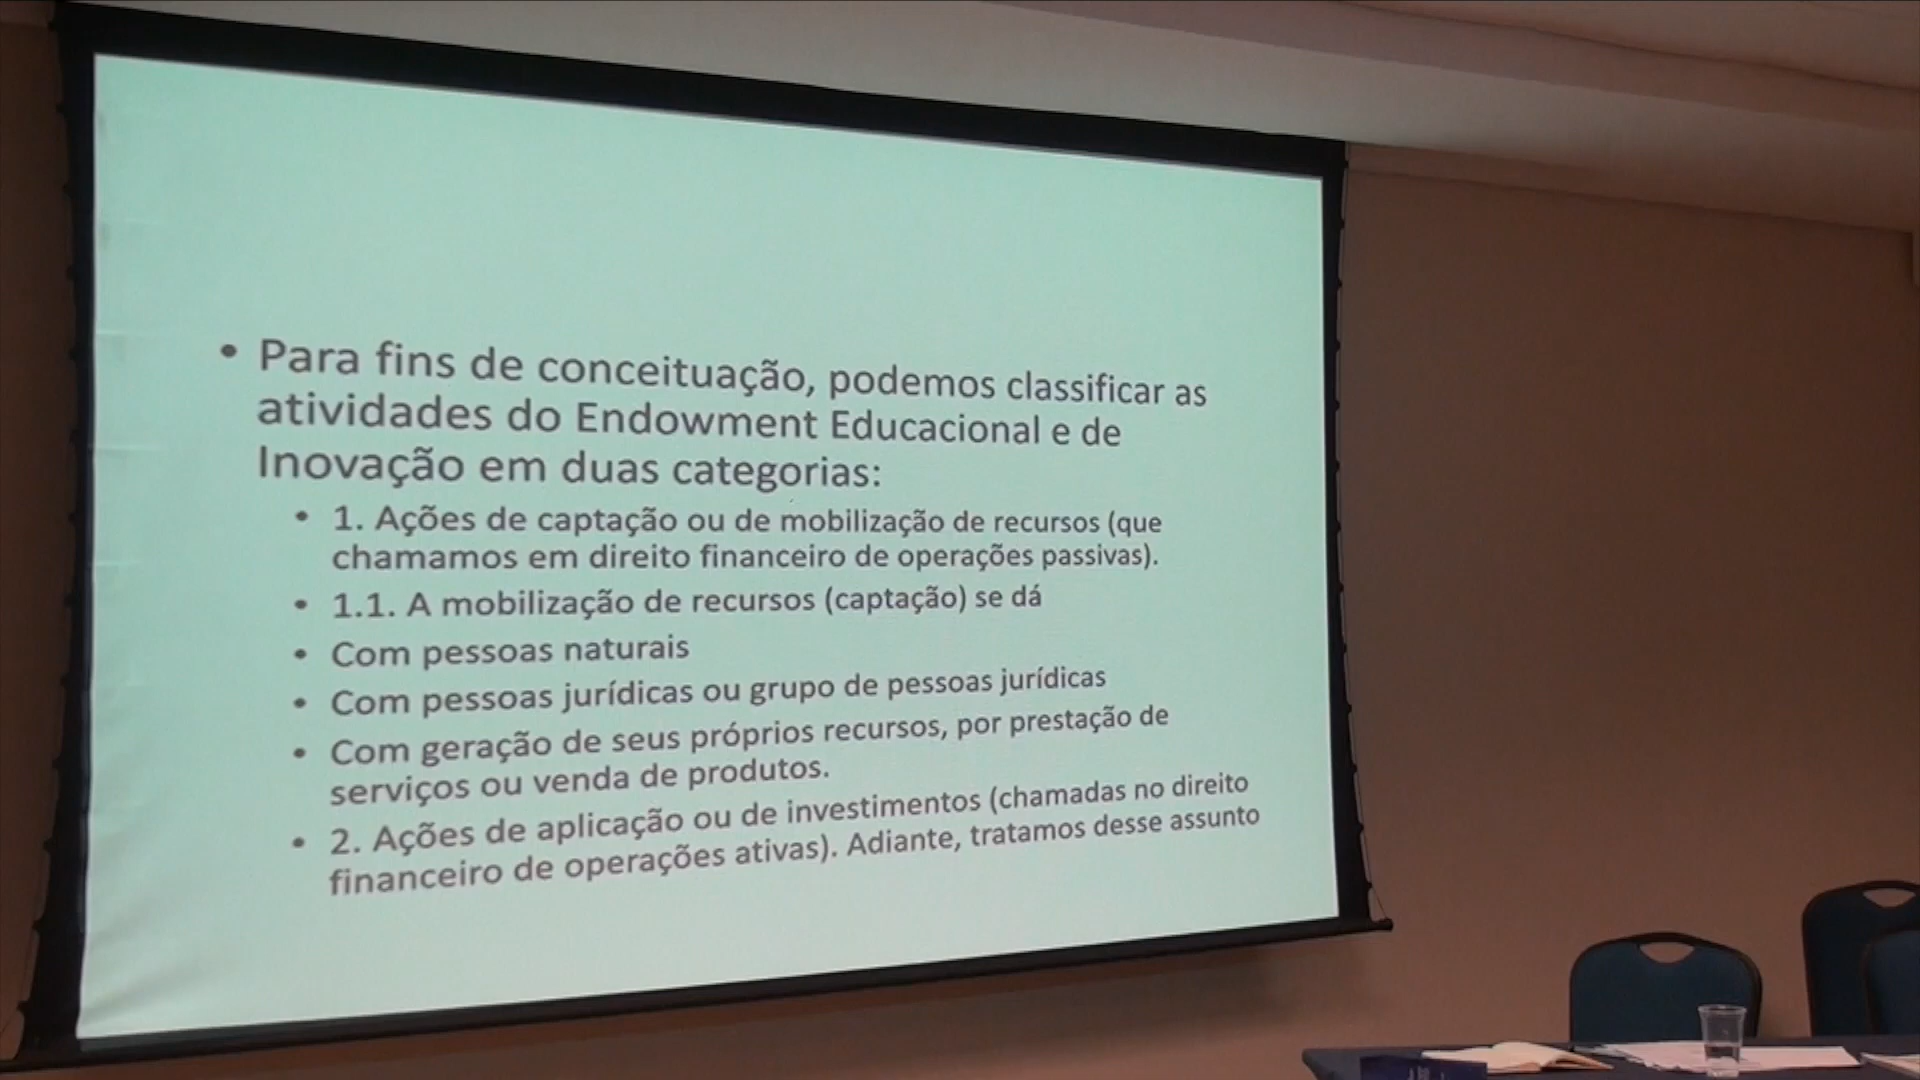 • Para fins de conceituação, podemos classificar as
atividades do Endowment Educacional e de
Inovação em duas categorias:
• 1. Ações de captação ou de mobilização de recursos (que
chamamos em direito financeiro de operações passivas).
• 1.1. A mobilização de recursos (captação) se dá
• Com pessoas naturais
• Com pessoas jurídicas ou grupo de pessoas jurídicas
• Com geração de seus próprios recursos, por prestação de
serviços ou venda de produtos.
• 2. Ações de aplicação ou de investimentos (chamadas no direito
financeiro de operações ativas). Adiante, tratamos desse assunto